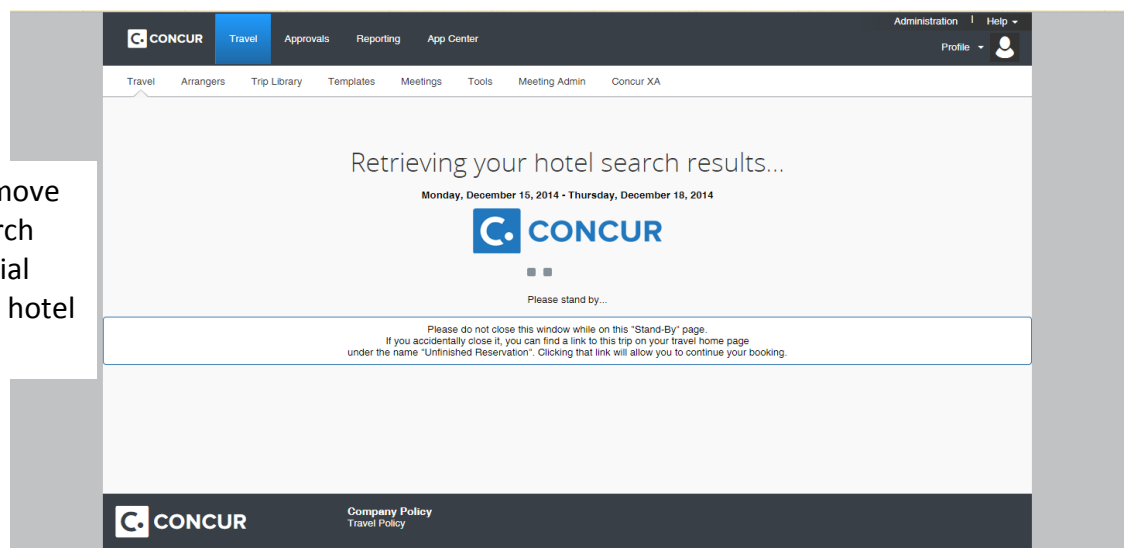 Administration | Help
C. CONCUR Travel Approvals Reporting App Center
Profile
Travel Arrangers Trip Library Templates Meetings Tools Meeting Admin Concur XA
Retrieving your hotel search results...
Monday, December 15, 2014 - Thursday, December 18, 2014
C. CONCUR
Please stand by...
Please do not close this window while on this "Stand-By" page.
If you accidentally close it, you can find a link to this trip on your travel home page
under the name "Unfinished Reservation". Clicking that link will allow you to continue your booking.
hotel
C. CONCUR
Company Policy
Travel Policy